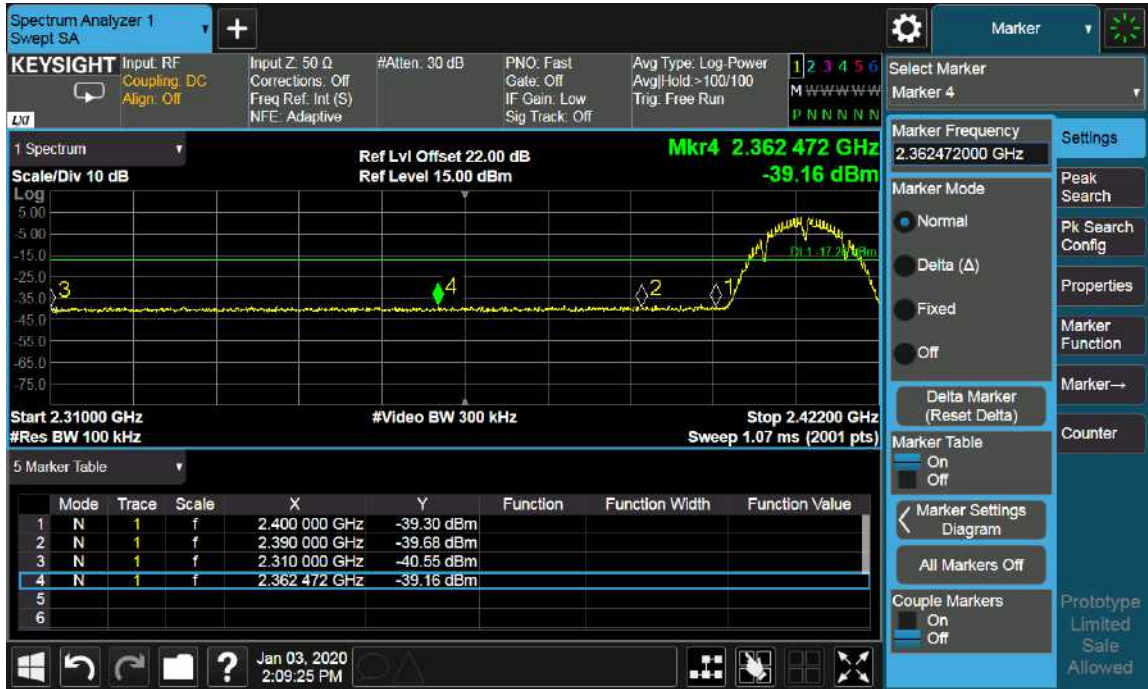 Spectrum Analyzer 1
Swept SA
+
Marker
KEYSIGHT
LXI
Input: RF
Coupling: DC
Align: Off
Input Z: 50 Ω
Corrections: Off
Freq Ref: Int (S)
NFE: Adaptive
#Atten: 30 dB
PNO: Fast
Gate: Off
IF Gain: Low
Sig Track: Off
Avg Type: Log-Power
Avg|Hold:>100/100
Trig: Free Run
1 2 3 4 5 6
M W W W W W
P N N N N N
Select Marker
Marker 4
1 Spectrum
Scale/Div 10 dB
Ref Lvl Offset 22.00 dB
Ref Level 15.00 dBm
Mkr4 2.362 472 GHz
-39.16 dBm
Log
5.00
-5.00
-15.0
-25.0
-35.0
-45.0
-55.0
-65.0
-75.0
3
4
2
1
Start 2.31000 GHz
#Res BW 100 kHz
#Video BW 300 kHz
Stop 2.42200 GHz
Sweep 1.07 ms (2001 pts)
5 Marker Table
Mode Trace Scale X Y Function Function Width Function Value
1 N 1 f 2.400 000 GHz -39.30 dBm
2 N 1 f 2.390 000 GHz -39.68 dBm
3 N 1 f 2.310 000 GHz -40.55 dBm
4 N 1 f 2.362 472 GHz -39.16 dBm
5
6
Marker Frequency
2.362472000 GHz
Marker Mode
Normal
Delta (Δ)
Fixed
Off
Delta Marker
(Reset Delta)
Marker Table
On
Off
Marker Settings
Diagram
All Markers Off
Couple Markers
On
Off
Settings
Peak
Search
Pk Search
Config
Properties
Marker
Function
Marker→
Counter
Prototype
Limited
Sale
Allowed
?
Jan 03, 2020
2:09:25 PM